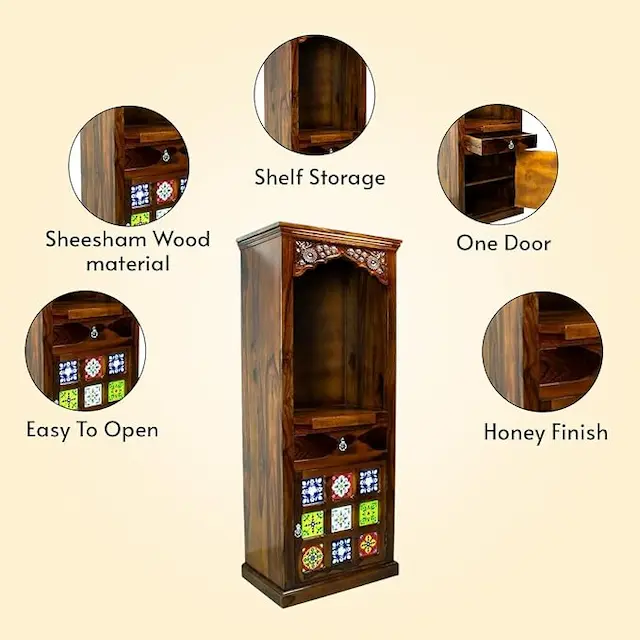 Shelf Storage
Sheesham Wood
material
One Door
Easy To Open
Honey Finish